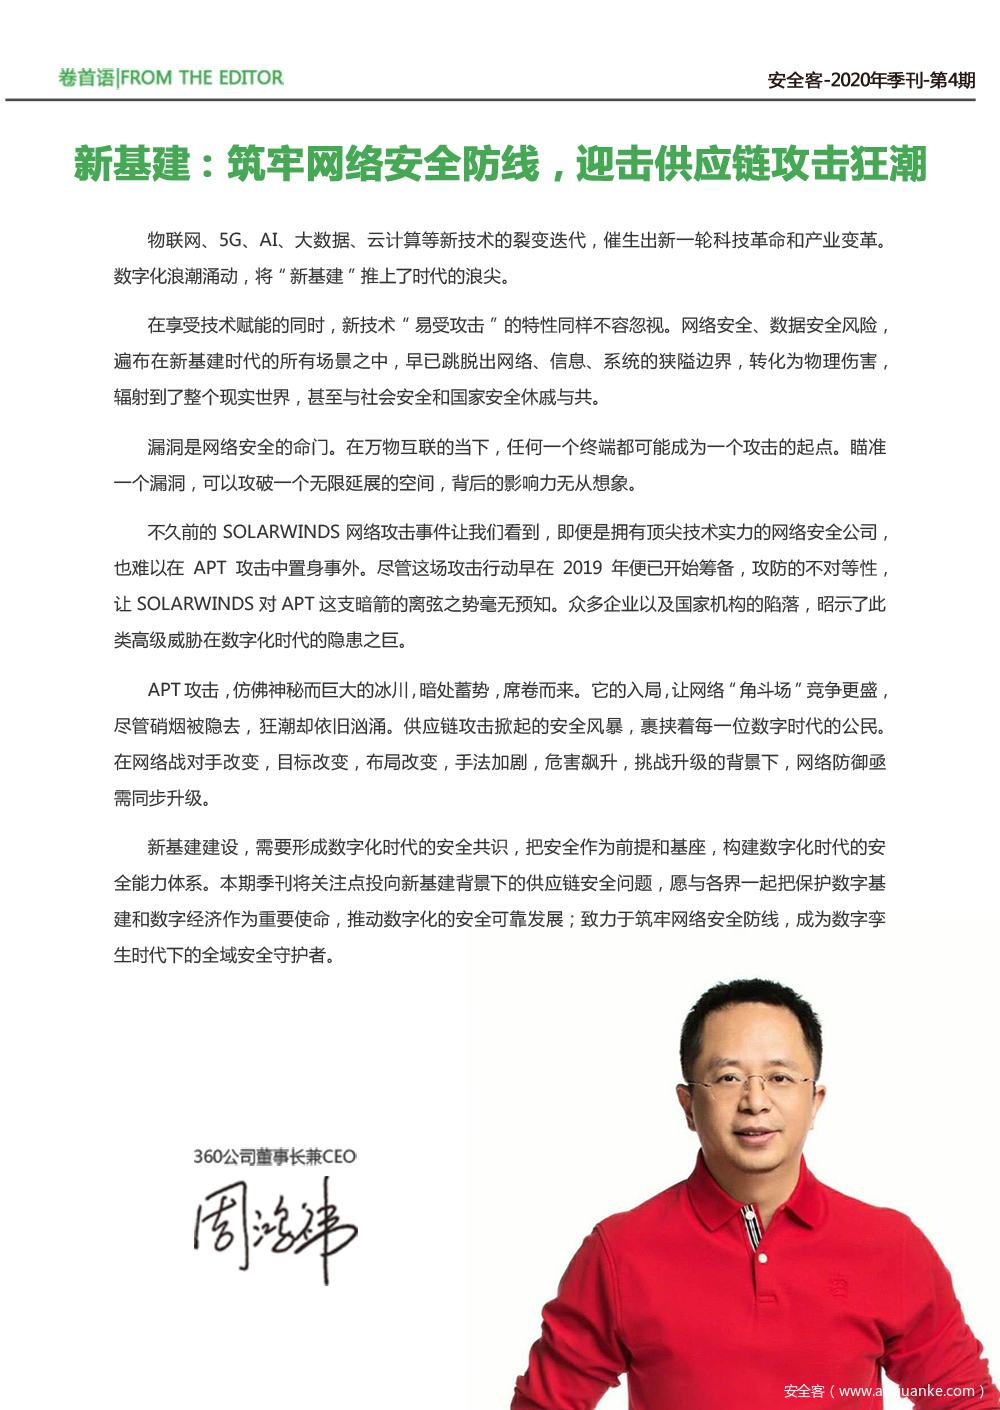 卷首语|FROM THE EDITOR
安全客-2020年季刊-第4期
新基建：筑牢网络安全防线，迎击供应链攻击狂潮
物联网、5G、AI、大数据、云计算等新技术的裂变迭代，催生出新一轮科技革命和产业变革。
数字化浪潮涌动，将“新基建”推上了时代的浪尖。
在享受技术赋能的同时，新技术“易受攻击”的特性同样不容忽视。网络安全、数据安全风险，
遍布在新基建时代的所有场景之中，早已跳脱出网络、信息、系统的狭隘边界，转化为物理伤害，
辐射到了整个现实世界，甚至与社会安全和国家安全休戚与共。
漏洞是网络安全的命门。在万物互联的当下，任何一个终端都可能成为一个攻击的起点。瞄准
一个漏洞，可以攻破一个无限延展的空间，背后的影响力无从想象。
不久前的 SOLARWINDS 网络攻击事件让我们看到，即便是拥有顶尖技术实力的网络安全公司，
也难以在 APT 攻击中置身事外。尽管这场攻击行动早在 2019 年便已开始筹备，攻防的不对等性，
让 SOLARWINDS 对 APT 这支暗箭的离弦之势毫无预知。众多企业以及国家机构的陷落，昭示了此
类高级威胁在数字化时代的隐患之巨。
APT 攻击，仿佛神秘而巨大的冰川，暗处蓄势，席卷而来。它的入局，让网络“角斗场”竞争更盛，
尽管硝烟被隐去，狂潮却依旧汹涌。供应链攻击掀起的安全风暴，裹挟着每一位数字时代的公民。
在网络战对手改变，目标改变，布局改变，手法加剧，危害飙升，挑战升级的背景下，网络防御亟
需同步升级。
新基建建设，需要形成数字化时代的安全共识，把安全作为前提和基座，构建数字化时代的安
全能力体系。本期季刊将关注点投向新基建背景下的供应链安全问题，愿与各界一起把保护数字基
建和数字经济作为重要使命，推动数字化的安全可靠发展；致力于筑牢网络安全防线，成为数字孪
生时代下的全域安全守护者。
360公司董事长兼CEO
周鸿祎
安全客（www.anquanke.com）